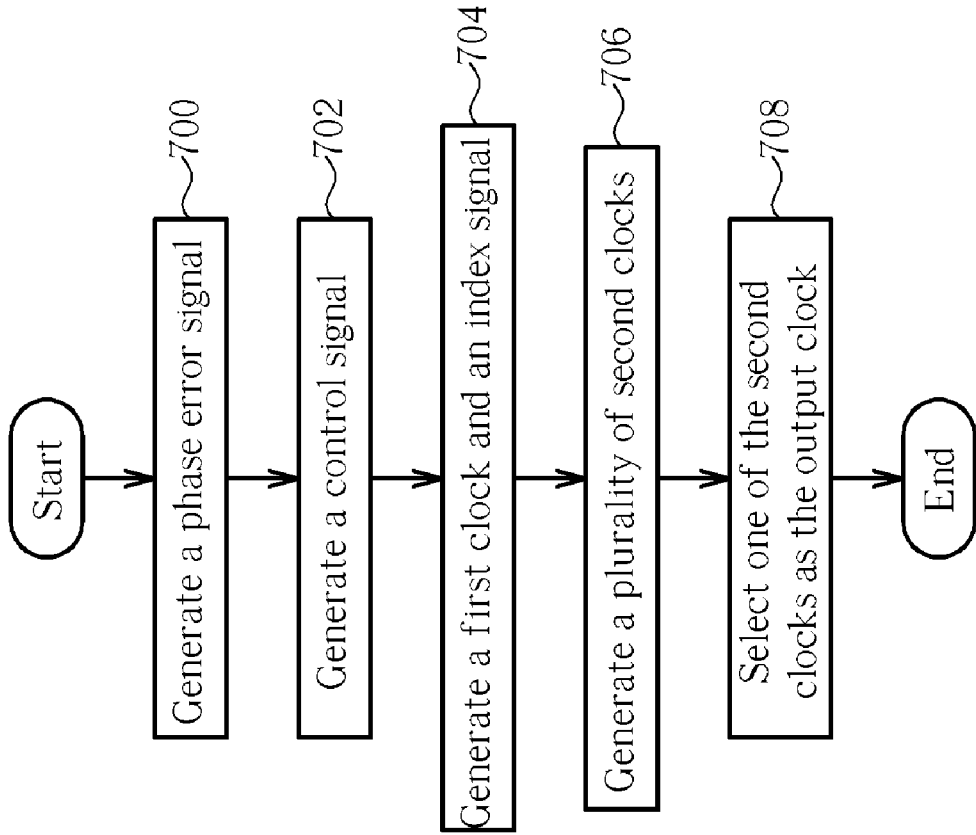 Start
Generate a phase error signal
700
Generate a control signal
702
Generate a first clock and an index signal
704
Generate a plurality of second clocks
706
Select one of the second
clocks as the output clock
708
End